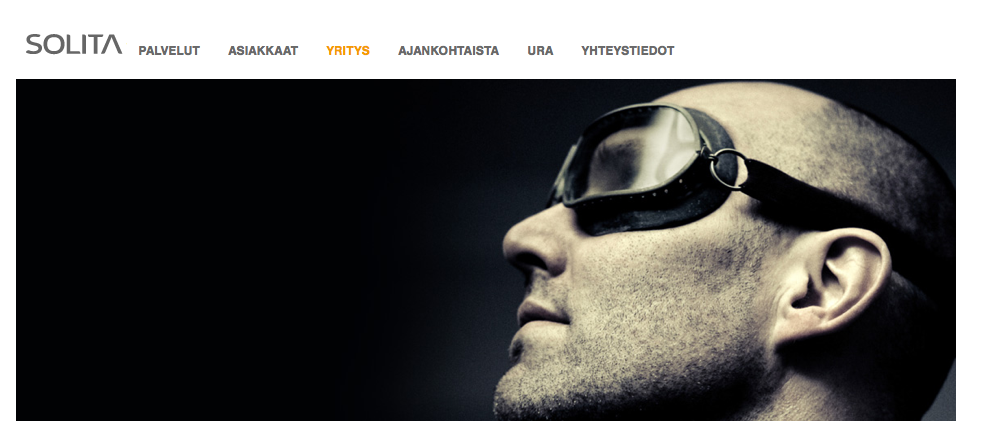 SOLITA PALVELUT ASIAKKAAT YRITYS AJANKOHTAISTA URA YHTEYSTIEDOT